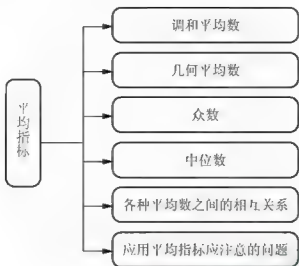 平均指标
调和平均数
几何平均数
众数
中位数
各种平均数之间的相互关系
应用平均指标应注意的问题